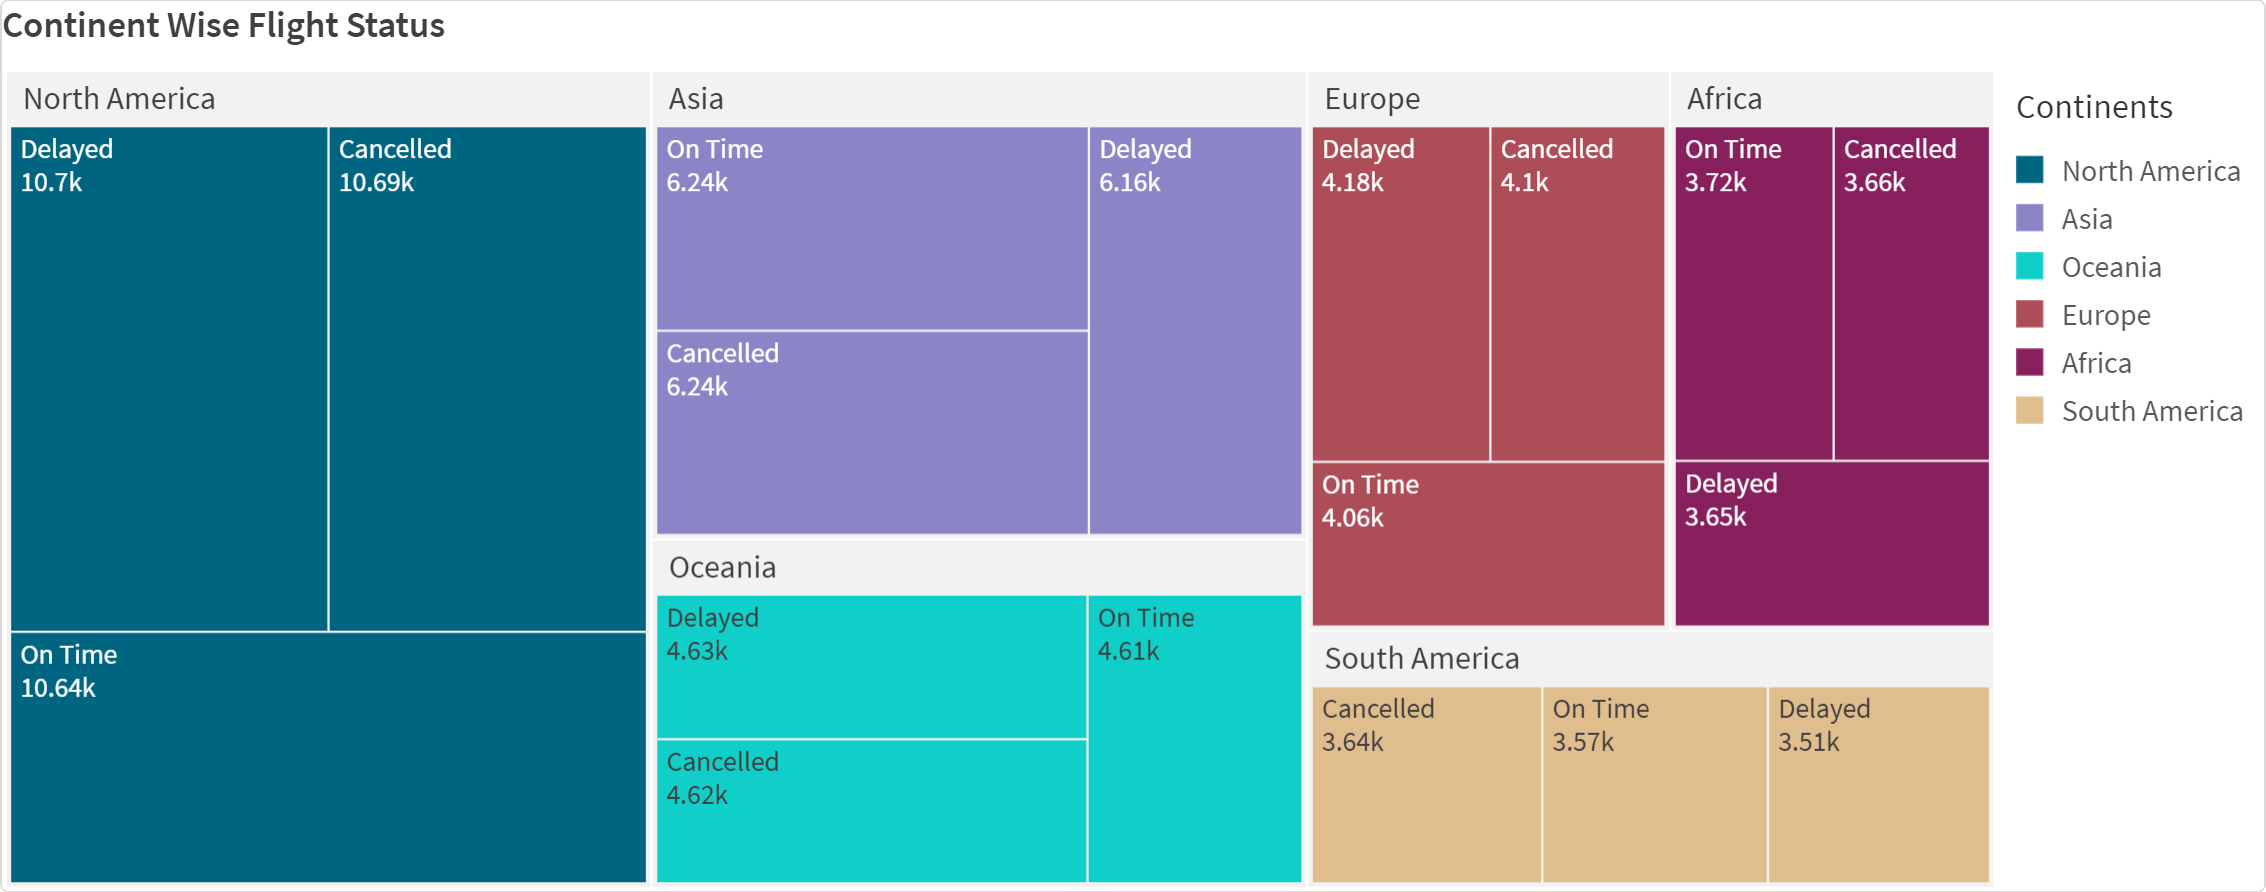 Continent Wise Flight Status
North America
Delayed
10.7k
Cancelled
10.69k
On Time
10.64k
Asia
On Time
6.24k
Delayed
6.16k
Cancelled
6.24k
Oceania
Delayed
4.63k
On Time
4.61k
Cancelled
4.62k
Europe
Delayed
4.18k
Cancelled
4.1k
On Time
4.06k
Africa
On Time
3.72k
Cancelled
3.66k
Delayed
3.65k
South America
Cancelled
3.64k
On Time
3.57k
Delayed
3.51k
Continents
North America
Asia
Oceania
Europe
Africa
South America